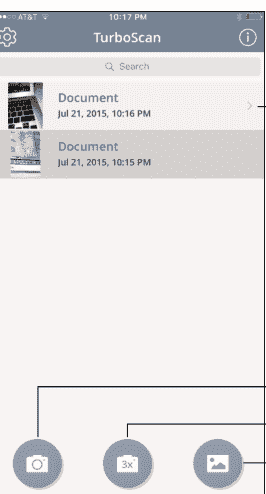 AT&T 10:17 PM
TurboScan
Search
Document
Jul 21, 2015, 10:16 PM
Document
Jul 21, 2015, 10:15 PM
3x